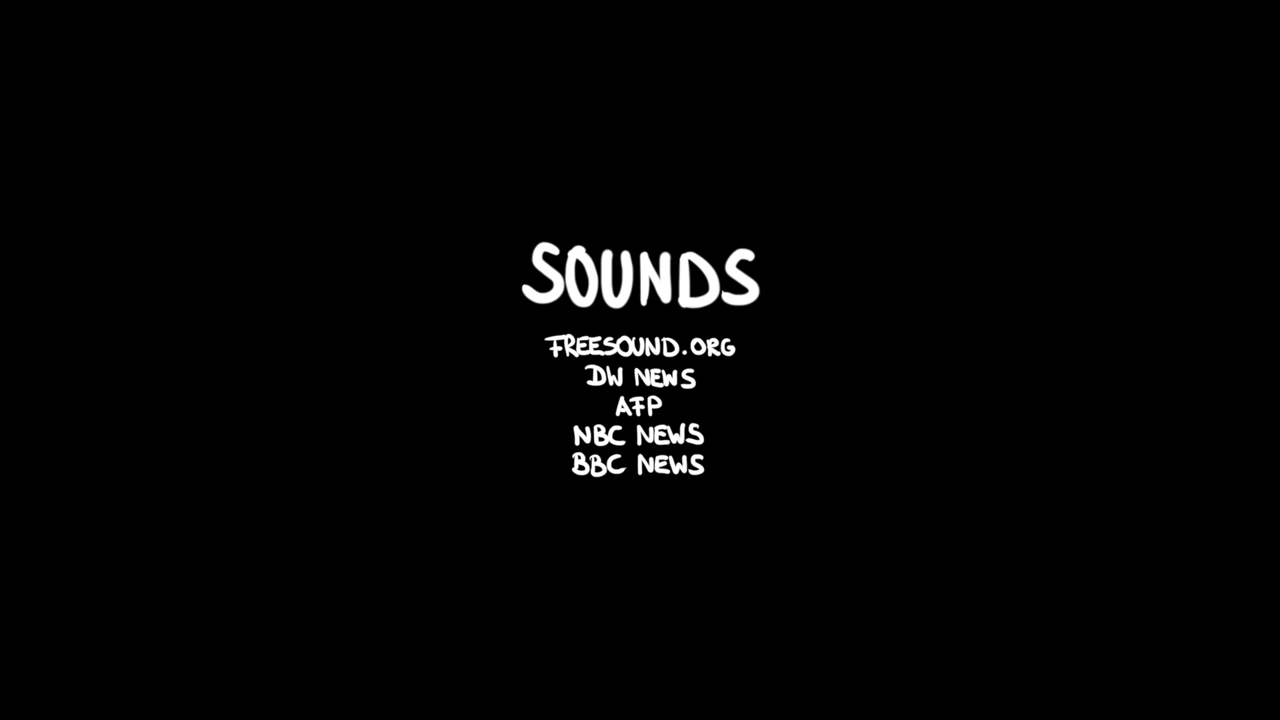 SOUNDS
FREESOUND.ORG
DW NEWS
AFP
NBC NEWS
BBC NEWS